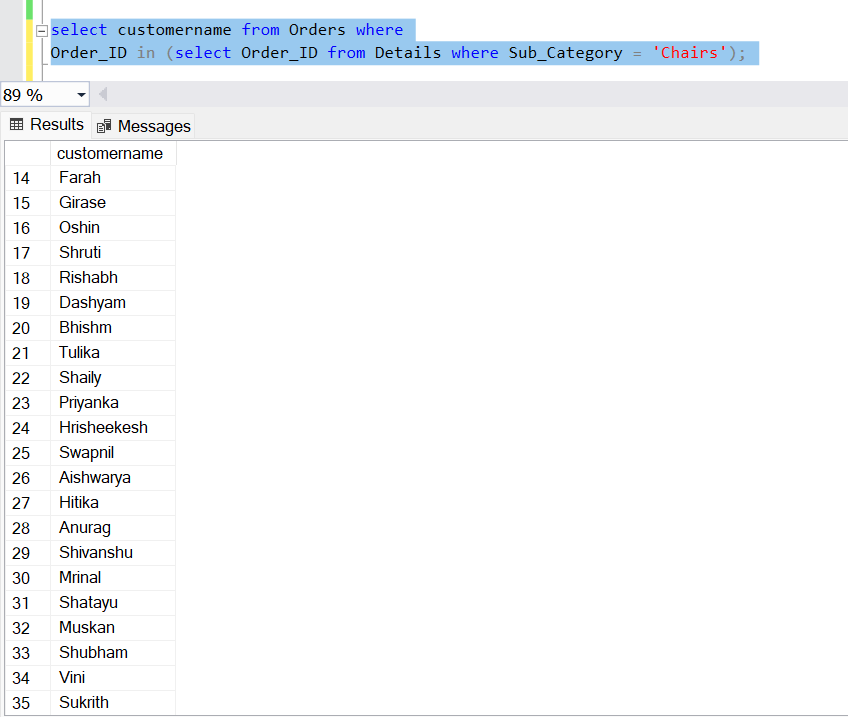 select customername from Orders where
Order_ID in (select Order_ID from Details where Sub_Category = 'Chairs');
89 %
Results Messages
customername
14 Farah
15 Girase
16 Oshin
17 Shruti
18 Rishabh
19 Dashyam
20 Bhishm
21 Tulika
22 Shaily
23 Priyanka
24 Hrisheekesh
25 Swapnil
26 Aishwarya
27 Hitika
28 Anurag
29 Shivanshu
30 Mrinal
31 Shatayu
32 Muskan
33 Shubham
34 Vini
35 Sukrith